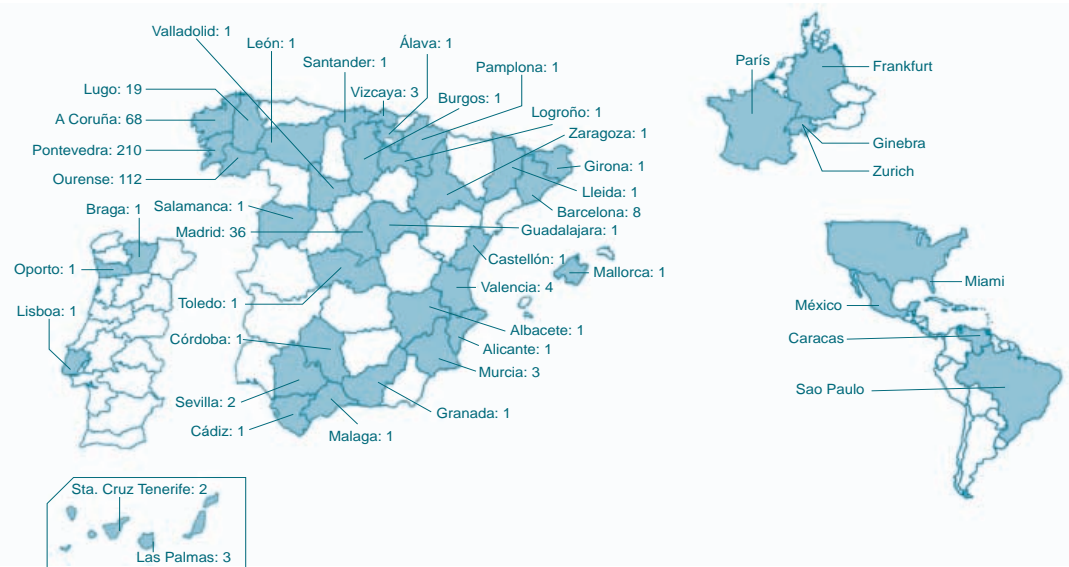 Valladolid: 1
León: 1
Álava: 1
Santander: 1
Pamplona: 1
Lugo: 19
Vizcaya: 3
Burgos: 1
Logroño: 1
A Coruña: 68
Zaragoza: 1
Pontevedra: 210
Girona: 1
Ourense: 112
Lleida: 1
Salamanca: 1
Barcelona: 8
Braga: 1
Madrid: 36
Guadalajara: 1
Castellón: 1
Oporto: 1
Mallorca: 1
Valencia: 4
Toledo: 1
Lisboa: 1
Albacete: 1
Córdoba: 1
Alicante: 1
Murcia: 3
Sevilla: 2
Granada: 1
Cádiz: 1
Malaga: 1
Sta. Cruz Tenerife: 2
Las Palmas: 3
París
Frankfurt
Ginebra
Zurich
Miami
México
Caracas
Sao Paulo